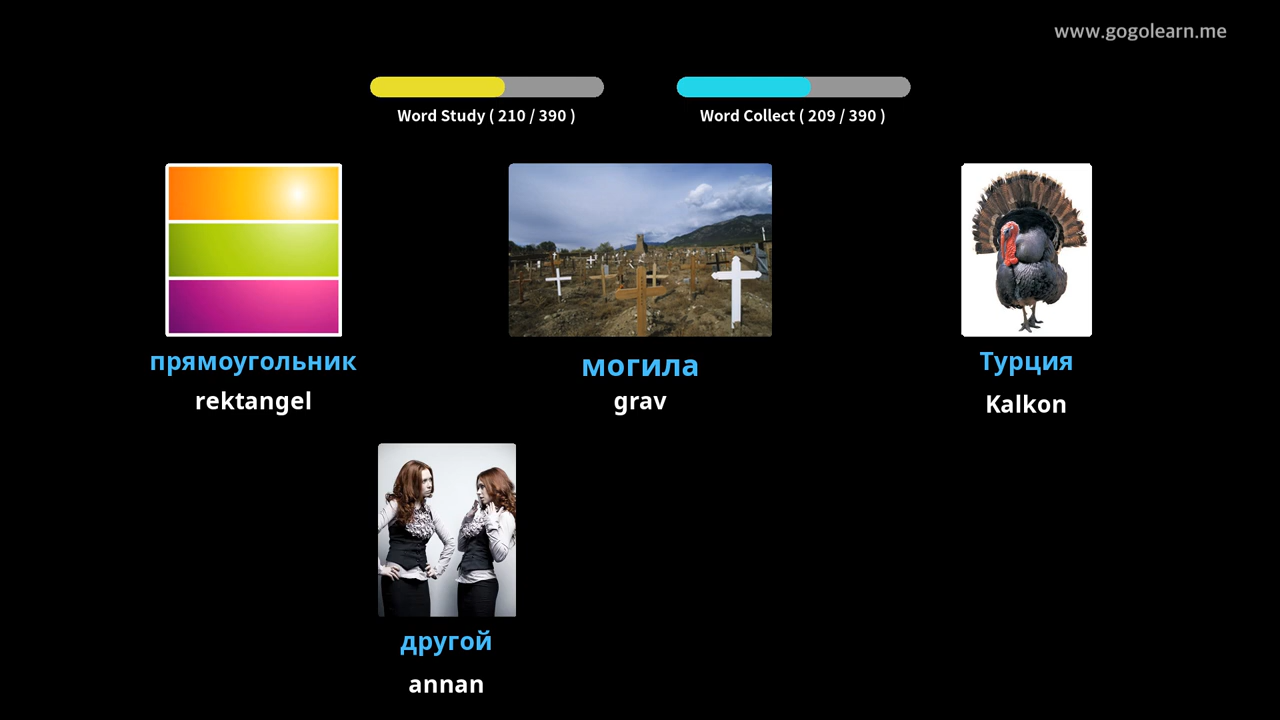 www.gogolearn.me
Word Study ( 210 / 390 )
Word Collect ( 209 / 390 )
прямоугольник
rektangel
могила
grav
Турция
Kalkon
другой
annan